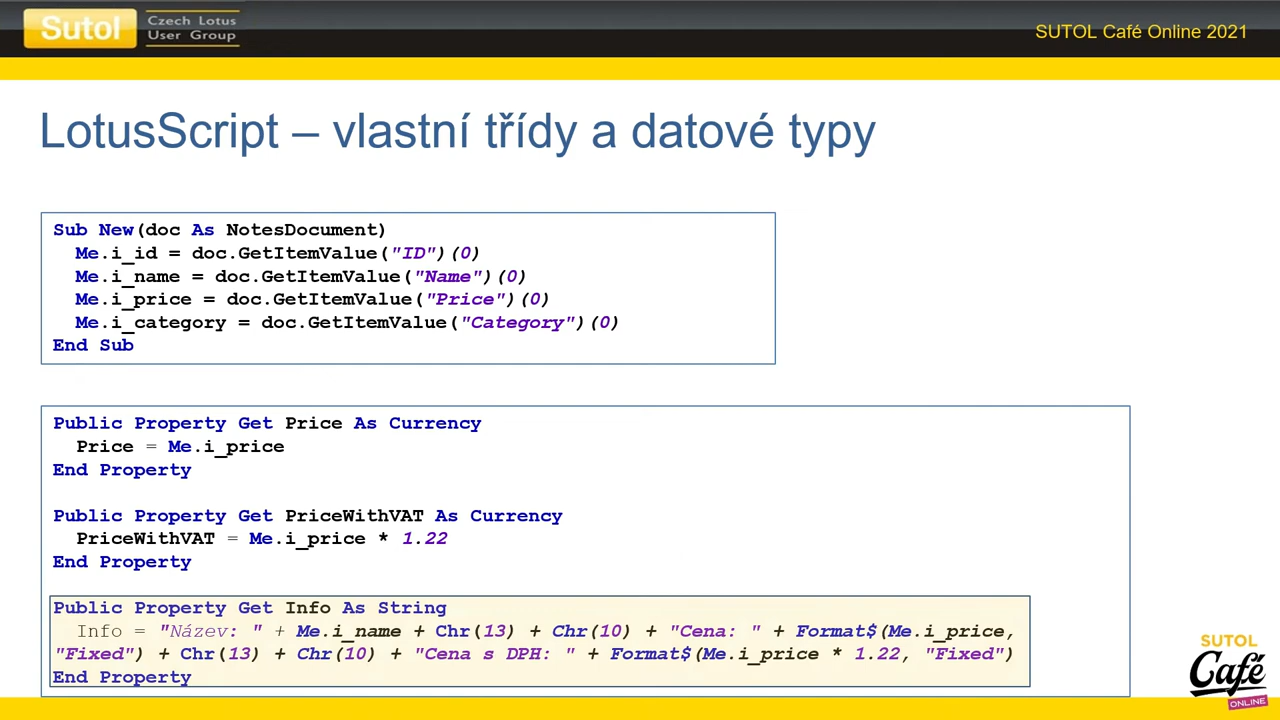 Sutol
Czech Lotus
User Group
SUTOL Café Online 2021
LotusScript – vlastní třídy a datové typy
Sub New(doc As NotesDocument)
Me.i_id = doc.GetItemValue("ID")(0)
Me.i_name = doc.GetItemValue("Name")(0)
Me.i_price = doc.GetItemValue("Price")(0)
Me.i_category = doc.GetItemValue("Category")(0)
End Sub
Public Property Get Price As Currency
Price = Me.i_price
End Property
Public Property Get PriceWithVAT As Currency
PriceWithVAT = Me.i_price * 1.22
End Property
Public Property Get Info As String
Info = "Název: " + Me.i_name + Chr(13) + Chr(10) + "Cena: " + Format$(Me.i_price,
"Fixed") + Chr(13) + Chr(10) + "Cena s DPH: " + Format$(Me.i_price * 1.22, "Fixed")
End Property
SUTOL
Café
ONLINE